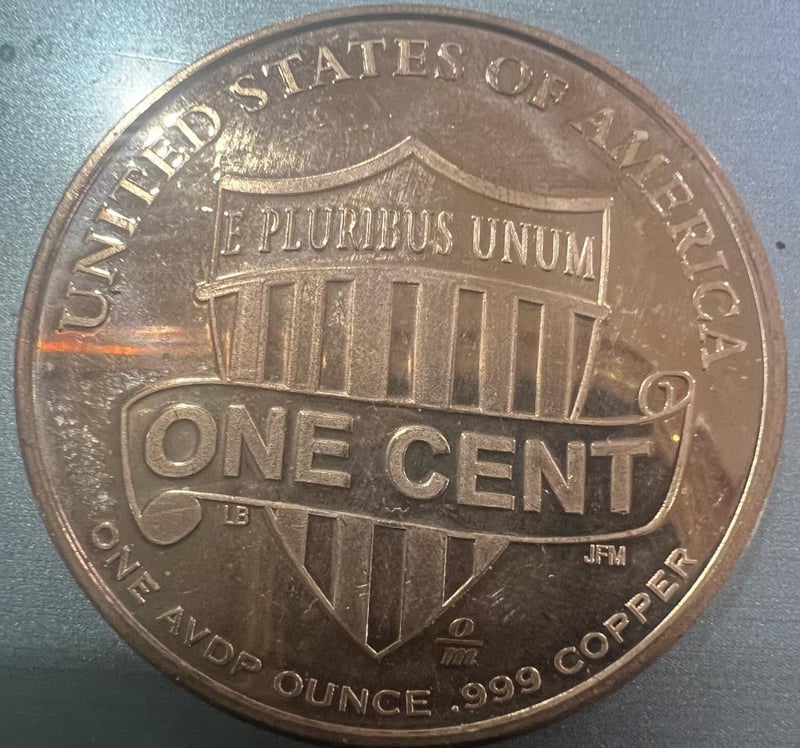 UNITED STATES OF AMERICA
E PLURIBUS UNUM
ONE CENT
LB
JFM
o
m
ONE AVDP OUNCE .999 COPPER